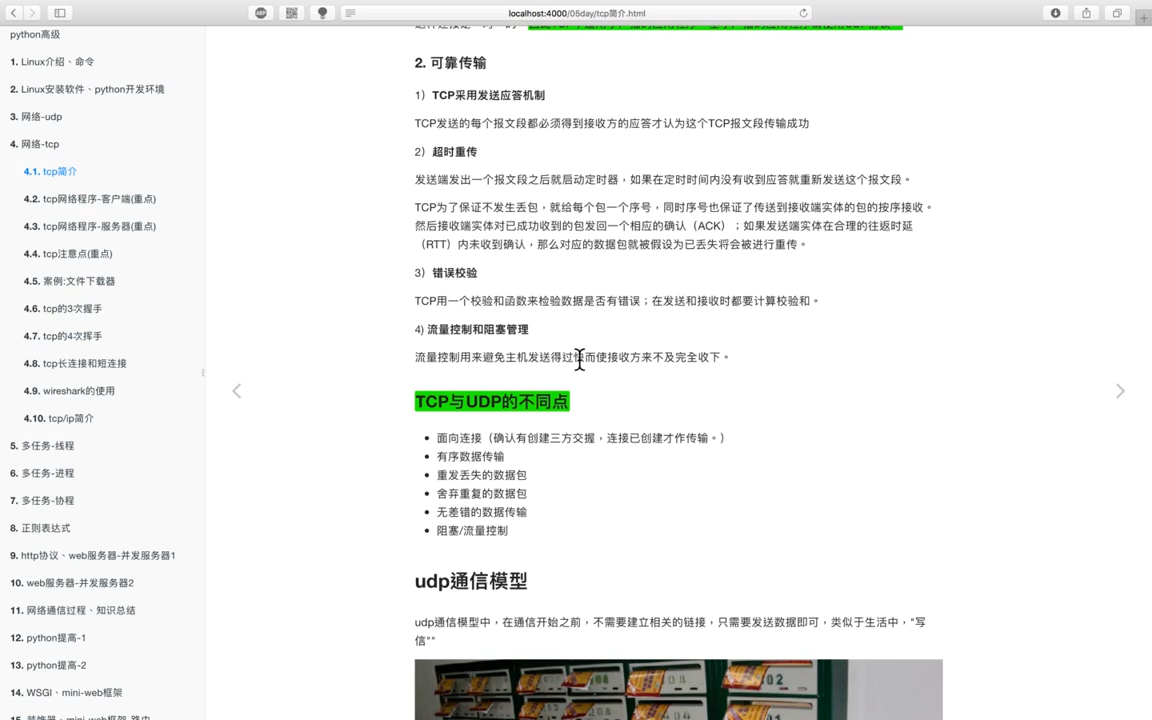 localhost:4000/05day/tcp简介.html
python高级
1. Linux介绍、命令
2. Linux安装软件、python开发环境
3. 网络-udp
4. 网络-tcp
4.1. tcp简介
4.2. tcp网络程序-客户端(重点)
4.3. tcp网络程序-服务器(重点)
4.4. tcp注意点(重点)
4.5. 案例:文件下载器
4.6. tcp的3次握手
4.7. tcp的4次挥手
4.8. tcp长连接和短连接
4.9. wireshark的使用
4.10. tcp/ip简介
5. 多任务-线程
6. 多任务-进程
7. 多任务-协程
8. 正则表达式
9. http协议、web服务器-并发服务器1
10. web服务器-并发服务器2
11. 网络通信过程、知识总结
12. python提高-1
13. python提高-2
14. WSGI、mini-web框架
15. 装饰器、mini-web框架-路由
2. 可靠传输
1）TCP采用发送应答机制
TCP发送的每个报文段都必须得到接收方的应答才认为这个TCP报文段传输成功
2）超时重传
发送端发出一个报文段之后就启动定时器，如果在定时时间内没有收到应答就重新发送这个报文段。
TCP为了保证不发生丢包，就给每个包一个序号，同时序号也保证了传送到接收端实体的包的按序接收。
然后接收端实体对已成功收到的包发回一个相应的确认（ACK）；如果发送端实体在合理的往返时延
（RTT）内未收到确认，那么对应的数据包就被假设为已丢失将会被进行重传。
3）错误校验
TCP用一个校验和函数来检验数据是否有错误；在发送和接收时都要计算校验和。
4) 流量控制和阻塞管理
流量控制用来避免主机发送得过快而使接收方来不及完全收下。
TCP与UDP的不同点
• 面向连接（确认有创建三方交握，连接已创建才作传输。）
• 有序数据传输
• 重发丢失的数据包
• 舍弃重复的数据包
• 无差错的数据传输
• 阻塞/流量控制
udp通信模型
udp通信模型中，在通信开始之前，不需要建立相关的链接，只需要发送数据即可，类似于生活中，"写
信""